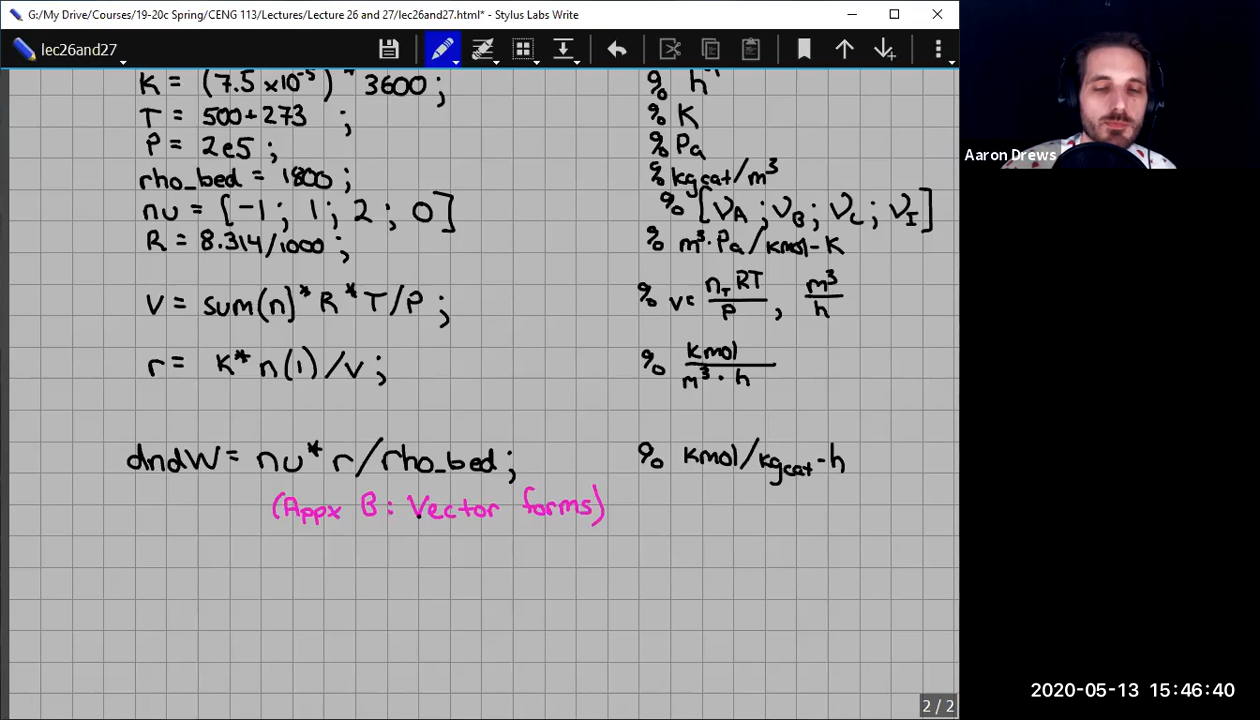 G:/My Drive/Courses/19-20c Spring/CENG 113/Lectures/Lecture 26 and 27/lec26and27.html* - Stylus Labs Write
lec26and27
K = (7.5 x10⁻⁵) * 3600 ; % h⁻¹
T = 500+273 ; % K
P = 2e5 ; % Pa
rho_bed = 1800 ; % kgcat/m³
nu = [-1 ; 1 ; 2 ; 0] % [νA ; νB ; νC ; νI]
R = 8.314/1000 ; % m³·Pa/kmol-K
V = sum(n)*R*T/P ; % V= nT RT / P , m³/h
r = K*n(1)/V ; % kmol / m³·h
dndW = nu*r/rho_bed ; % kmol/kgcat-h
(Appx B: Vector forms)
Aaron Drews
2 / 2
2020-05-13 15:46:40